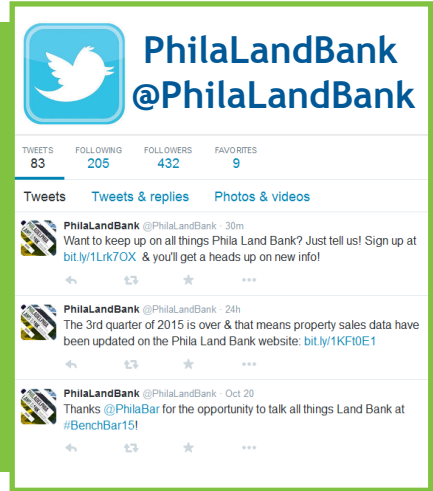 PhilaLandBank
@PhilaLandBank
TWEETS FOLLOWING FOLLOWERS FAVORITES
83 205 432 9
Tweets Tweets & replies Photos & videos
PhilaLandBank @PhilaLandBank · 30m
Want to keep up on all things Phila Land Bank? Just tell us! Sign up at
bit.ly/1Lrk7OX & you'll get a heads up on new info!
PhilaLandBank @PhilaLandBank · 24h
The 3rd quarter of 2015 is over & that means property sales data have
been updated on the Phila Land Bank website: bit.ly/1KFt0E1
PhilaLandBank @PhilaLandBank · Oct 20
Thanks @PhilaBar for the opportunity to talk all things Land Bank at
#BenchBar15!